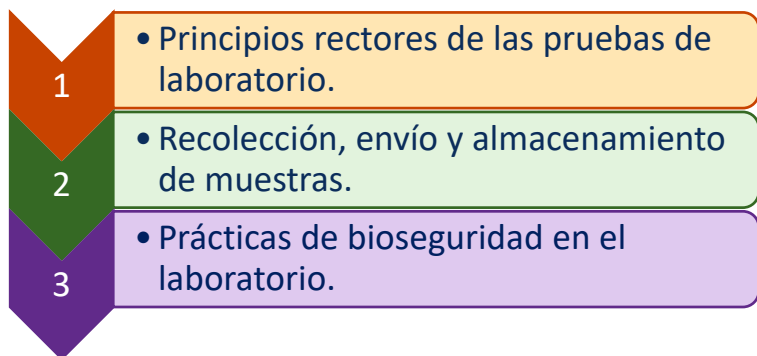 1
• Principios rectores de las pruebas de
laboratorio.
2
• Recolección, envío y almacenamiento
de muestras.
3
• Prácticas de bioseguridad en el
laboratorio.